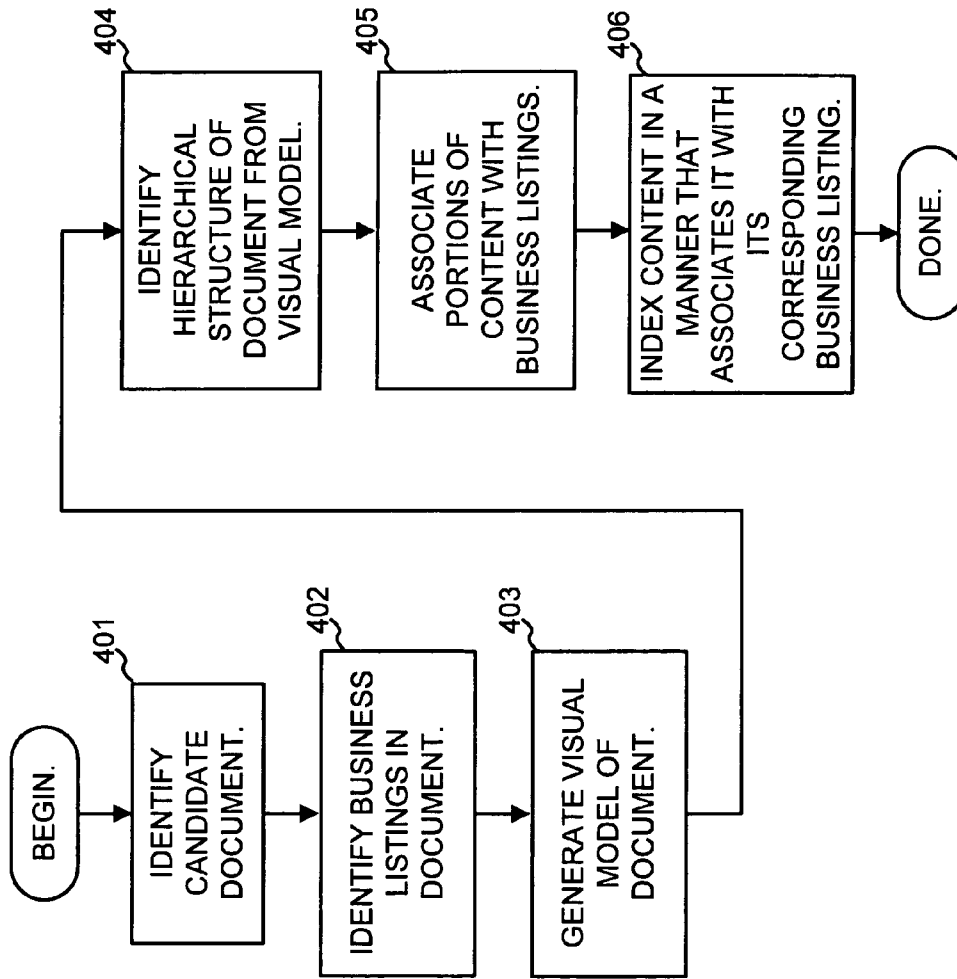 BEGIN.
401
IDENTIFY
CANDIDATE
DOCUMENT.
402
IDENTIFY BUSINESS
LISTINGS IN
DOCUMENT.
403
GENERATE VISUAL
MODEL OF
DOCUMENT.
404
IDENTIFY
HIERARCHICAL
STRUCTURE OF
DOCUMENT FROM
VISUAL MODEL.
405
ASSOCIATE
PORTIONS OF
CONTENT WITH
BUSINESS LISTINGS.
406
INDEX CONTENT IN A
MANNER THAT
ASSOCIATES IT WITH
ITS
CORRESPONDING
BUSINESS LISTING.
DONE.